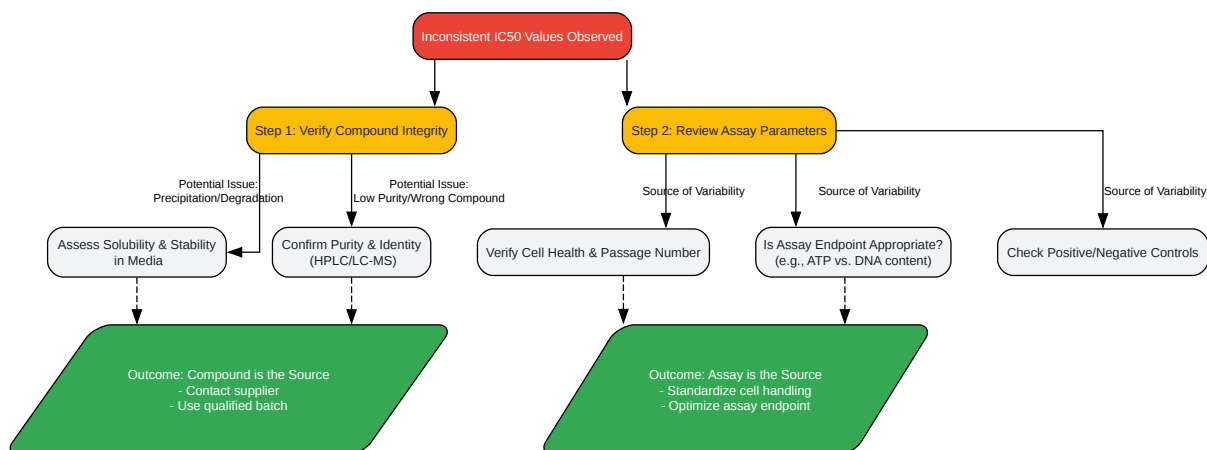 Inconsistent IC50 Values Observed
Step 1: Verify Compound Integrity
Step 2: Review Assay Parameters
Potential Issue:
Precipitation/Degradation
Potential Issue:
Low Purity/Wrong Compound
Source of Variability
Source of Variability
Source of Variability
Assess Solubility & Stability
in Media
Confirm Purity & Identity
(HPLC/LC-MS)
Verify Cell Health & Passage Number
Is Assay Endpoint Appropriate?
(e.g., ATP vs. DNA content)
Check Positive/Negative Controls
Outcome: Compound is the Source
- Contact supplier
- Use qualified batch
Outcome: Assay is the Source
- Standardize cell handling
- Optimize assay endpoint